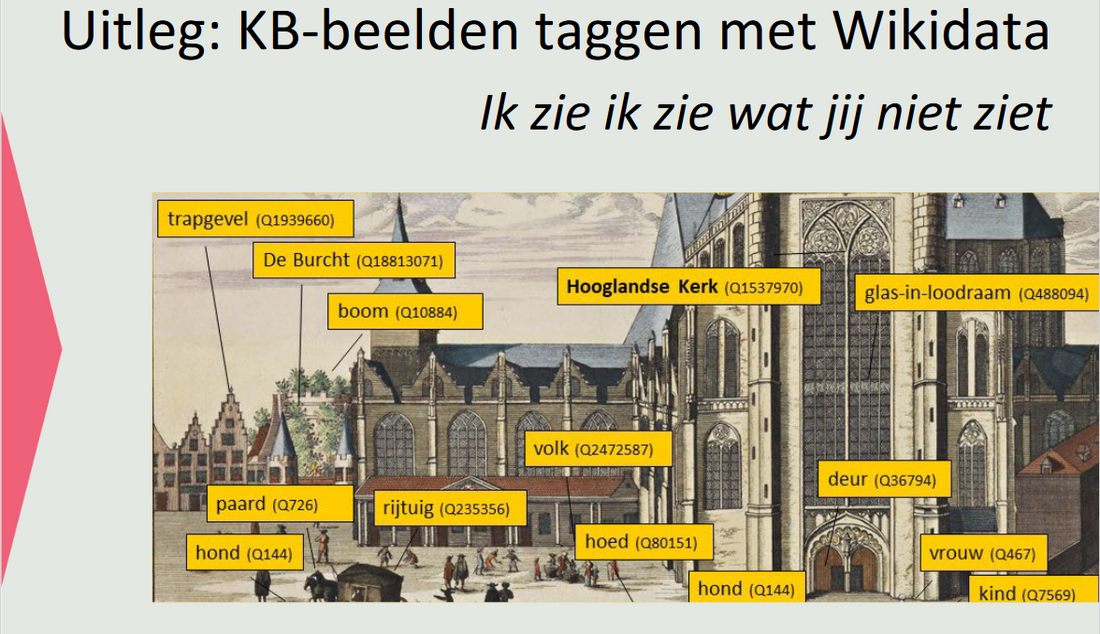 Uitleg: KB-beelden taggen met Wikidata
Ik zie ik zie wat jij niet ziet
trapgevel (Q1939660)
De Burcht (Q18813071)
boom (Q10884)
Hooglandse Kerk (Q1537970)
glas-in-loodraam (Q488094)
volk (Q2472587)
deur (Q36794)
paard (Q726)
rijtuig (Q235356)
hond (Q144)
hoed (Q80151)
vrouw (Q467)
hond (Q144)
kind (Q7569)